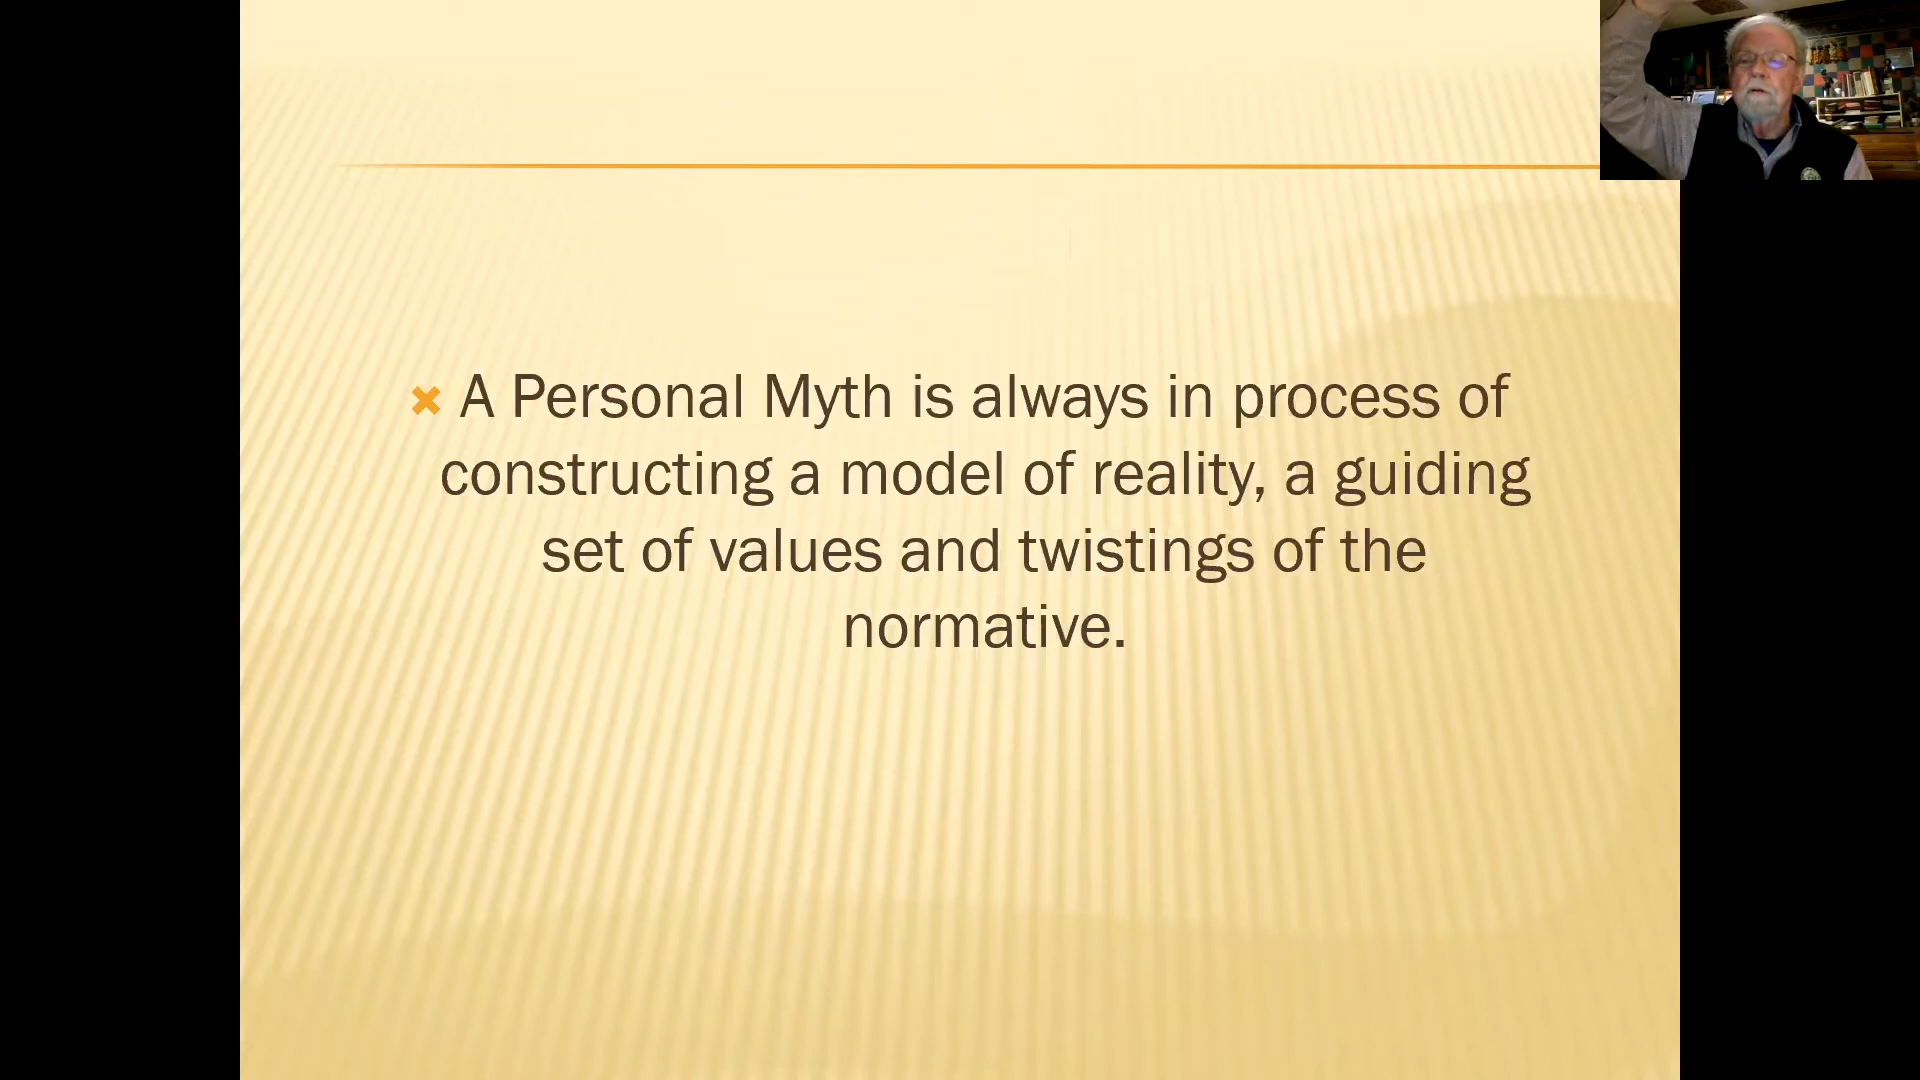 A Personal Myth is always in process of
constructing a model of reality, a guiding
set of values and twistings of the
normative.